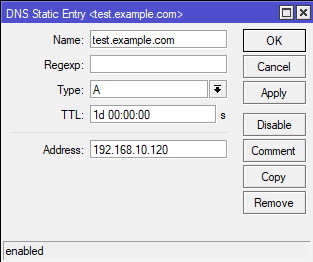 DNS Static Entry <test.example.com>
Name: test.example.com OK
Regexp: Cancel
Type: A Apply
TTL: 1d 00:00:00 s
Disable
Address: 192.168.10.120 Comment
Copy
Remove
enabled